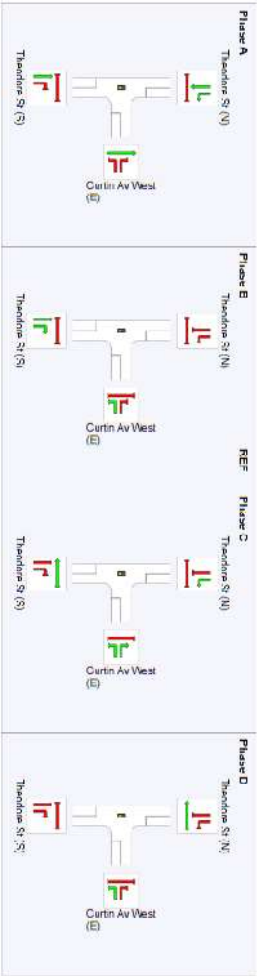 Phase A
Theodore St (N)
Theodore St (S)
Curtin Av West
(E)
Phase B
Theodore St (N)
Theodore St (S)
Curtin Av West
(E)
REF
Phase C
Theodore St (N)
Theodore St (S)
Curtin Av West
(E)
Phase D
Theodore St (N)
Theodore St (S)
Curtin Av West
(E)